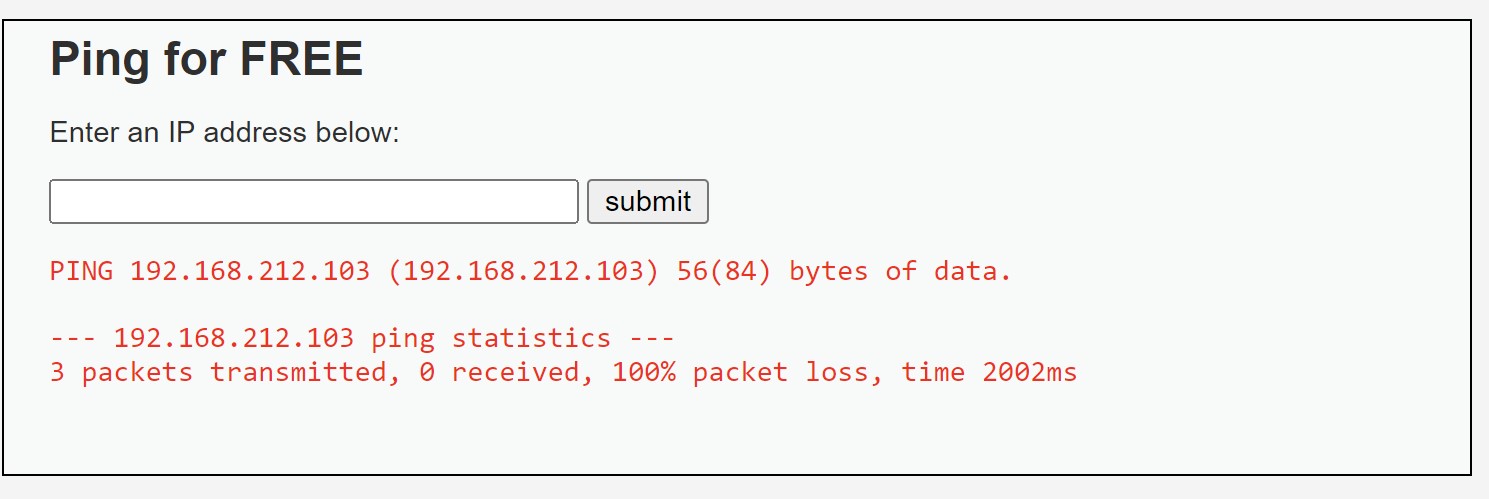 Ping for FREE
Enter an IP address below:
submit
PING 192.168.212.103 (192.168.212.103) 56(84) bytes of data.
--- 192.168.212.103 ping statistics ---
3 packets transmitted, 0 received, 100% packet loss, time 2002ms